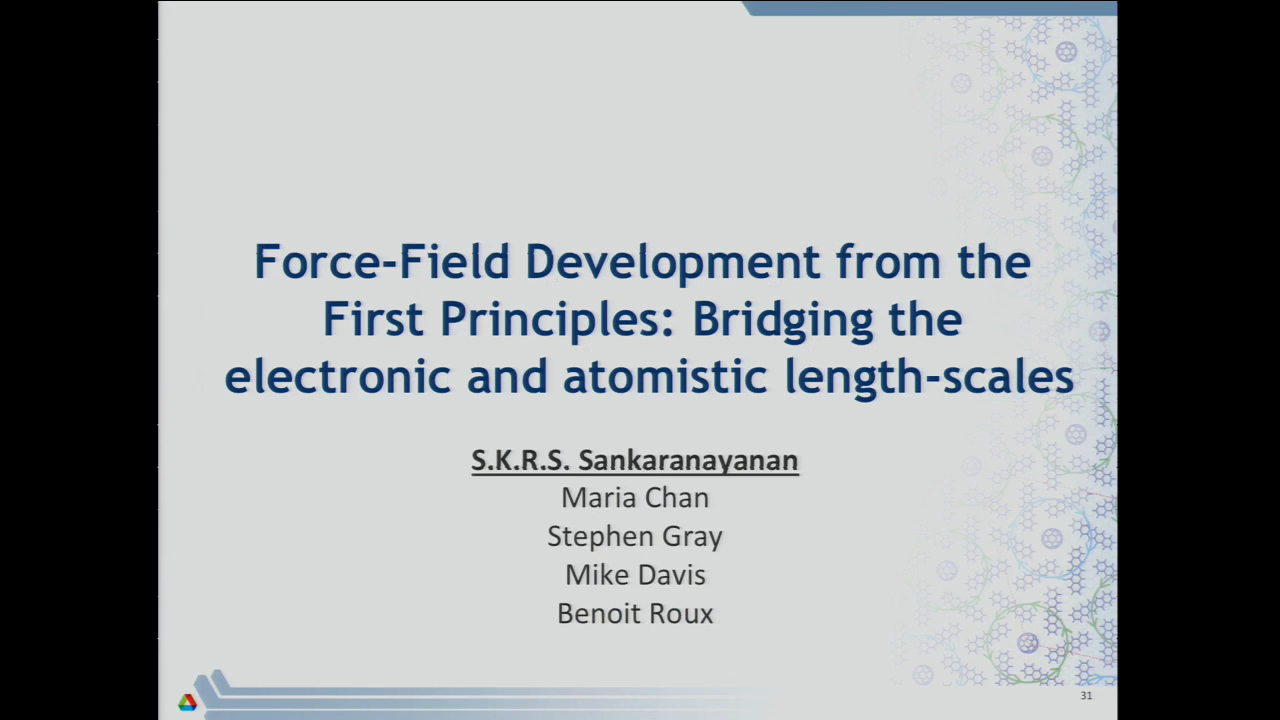 Force-Field Development from the
First Principles: Bridging the
electronic and atomistic length-scales
S.K.R.S. Sankaranayanan
Maria Chan
Stephen Gray
Mike Davis
Benoit Roux
31